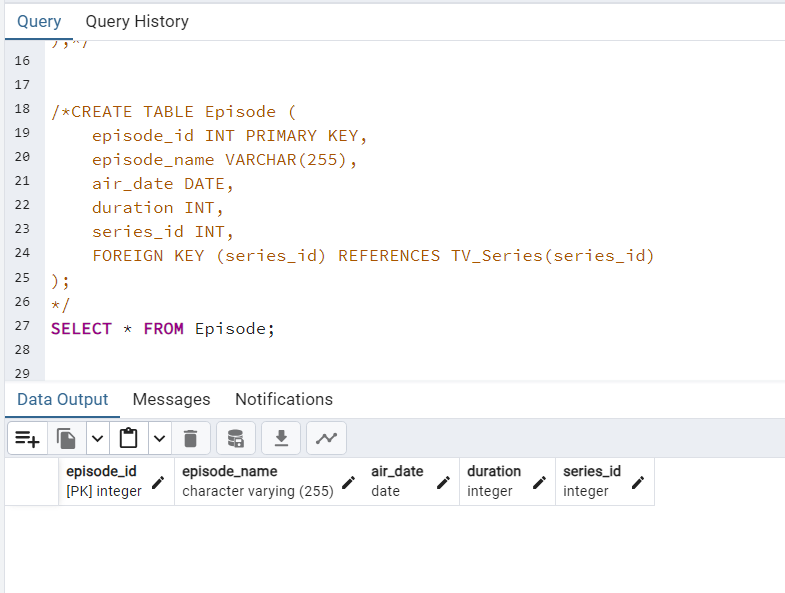 Query Query History
),*/
16
17
18 /*CREATE TABLE Episode (
19 episode_id INT PRIMARY KEY,
20 episode_name VARCHAR(255),
21 air_date DATE,
22 duration INT,
23 series_id INT,
24 FOREIGN KEY (series_id) REFERENCES TV_Series(series_id)
25 );
26 */
27 SELECT * FROM Episode;
28
29
Data Output Messages Notifications
episode_id episode_name air_date duration series_id
[PK] integer character varying (255) date integer integer